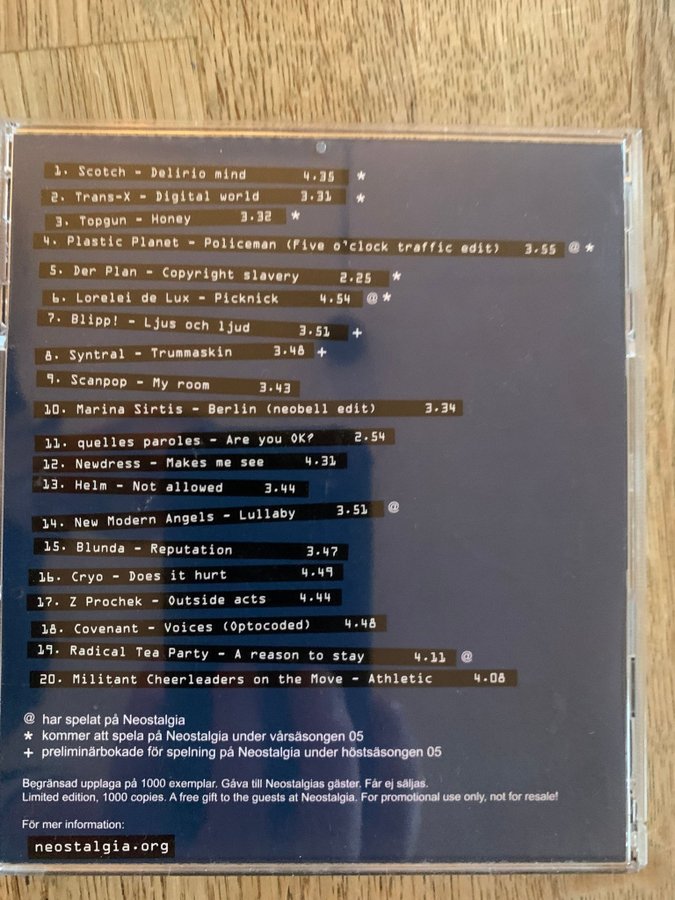 1. Scotch - Delirio mind 4.35 *
2. Trans-X - Digital world 3.31 *
3. Topgun - Honey 3.32 *
4. Plastic Planet - Policeman (Five o'clock traffic edit) 3.55 @ *
5. Der Plan - Copyright slavery 2.25 *
6. Lorelei de Lux - Picknick 4.54 @ *
7. Blipp! - Ljus och ljud 3.51 +
8. Syntral - Trummaskin 3.48 +
9. Scanpop - My room 3.43
10. Marina Sirtis - Berlin (neobell edit) 3.34
11. quelles paroles - Are you OK? 2.54
12. Newdress - Makes me see 4.31
13. Helm - Not allowed 3.44
14. New Modern Angels - Lullaby 3.51 @
15. Blunda - Reputation 3.47
16. Cryo - Does it hurt 4.49
17. Z Prochek - Outside acts 4.44
18. Covenant - Voices (Optocoded) 4.48
19. Radical Tea Party - A reason to stay 4.11 @
20. Militant Cheerleaders on the Move - Athletic 4.08
@ har spelat på Neostalgia
* kommer att spela på Neostalgia under vårsäsongen 05
+ preliminärbokade för spelning på Neostalgia under höstsäsongen 05
Begränsad upplaga på 1000 exemplar. Gåva till Neostalgias gäster. Får ej säljas.
Limited edition, 1000 copies. A free gift to the guests at Neostalgia. For promotional use only, not for resale!
För mer information:
neostalgia.org